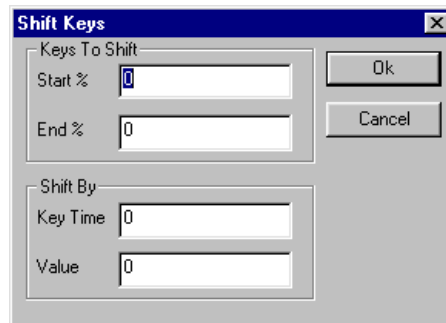 Shift Keys
Keys To Shift
Start % 0
End % 0
Ok
Cancel
Shift By
Key Time 0
Value 0